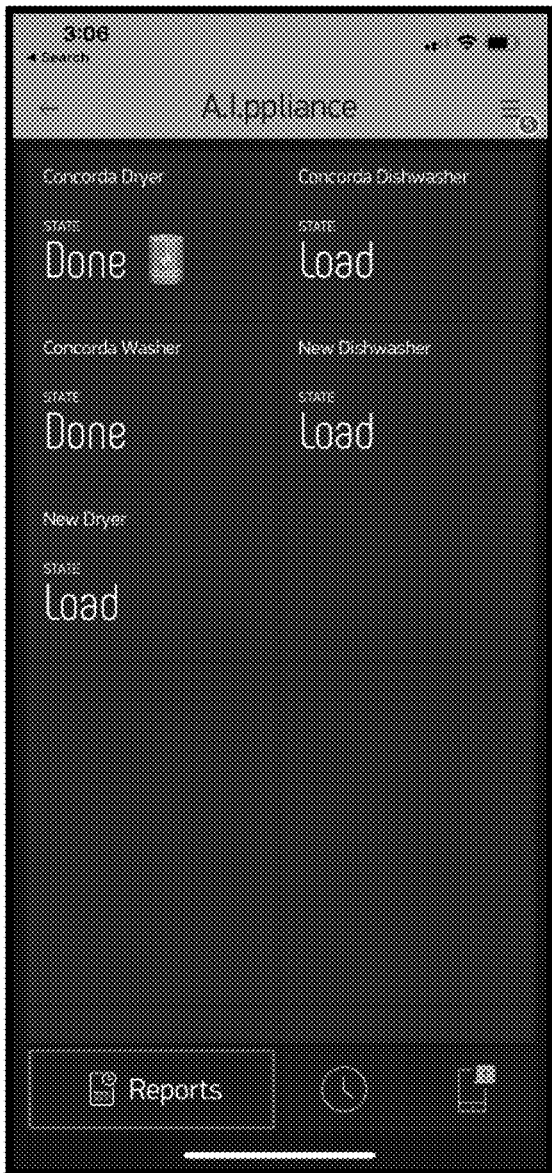 3:06
Search
A.I.ppliance
Concorda Dryer
Concorda Dishwasher
STATE
Done
STATE
Load
Concorda Washer
New Dishwasher
STATE
Done
STATE
Load
New Dryer
STATE
Load
Reports